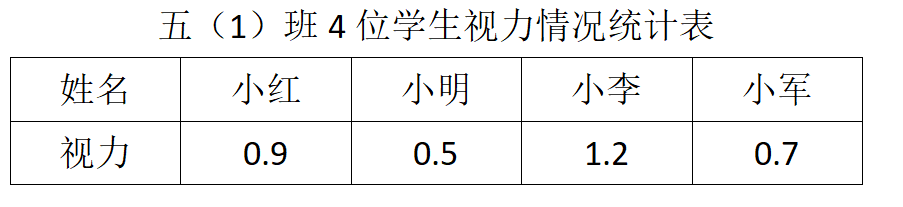 五（1）班 4 位学生视力情况统计表
姓名 小红 小明 小李 小军
视力 0.9 0.5 1.2 0.7